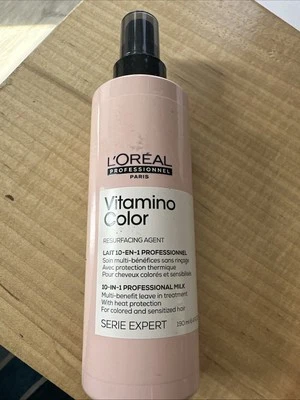 L'ORÉAL
PROFESSIONNEL
PARIS
Vitamino
Color
RESURFACING AGENT
LAIT 10-EN-1 PROFESSIONNEL
Soin multi-bénéfices sans rinçage
Avec protection thermique
Pour cheveux colorés et sensibilisés
10-IN-1 PROFESSIONAL MILK
Multi-benefit leave in treatment
With heat protection
For colored and sensitized hair
SERIE EXPERT